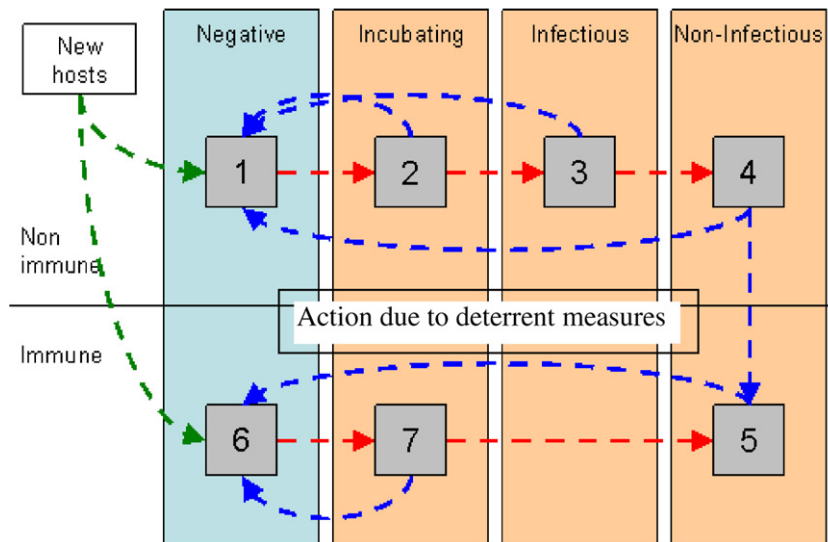 New
hosts
Negative
Incubating
Infectious
Non-Infectious
1
2
3
4
Non
immune
Action due to deterrent measures
Immune
6
7
5